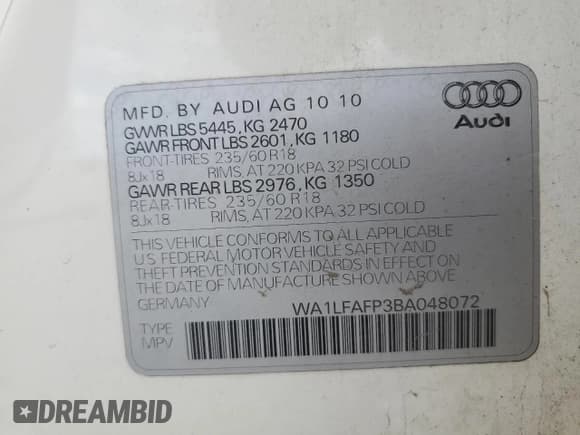 MFD. BY AUDI AG 10 10
GVWR LBS 5445, KG 2470
GAWR FRONT LBS 2601, KG 1180
FRONT-TIRES 235/60 R18
8Jx18 RIMS, AT 220 KPA 32 PSI COLD
GAWR REAR LBS 2976, KG 1350
REAR-TIRES 235/60 R18
8Jx18 RIMS, AT 220 KPA 32 PSI COLD
THIS VEHICLE CONFORMS TO ALL APPLICABLE
U.S. FEDERAL MOTOR VEHICLE SAFETY AND
THEFT PREVENTION STANDARDS IN EFFECT ON
THE DATE OF MANUFACTURE SHOWN ABOVE
GERMANY WA1LFAFP3BA048072
TYPE
MPV
Audi
DREAMBID